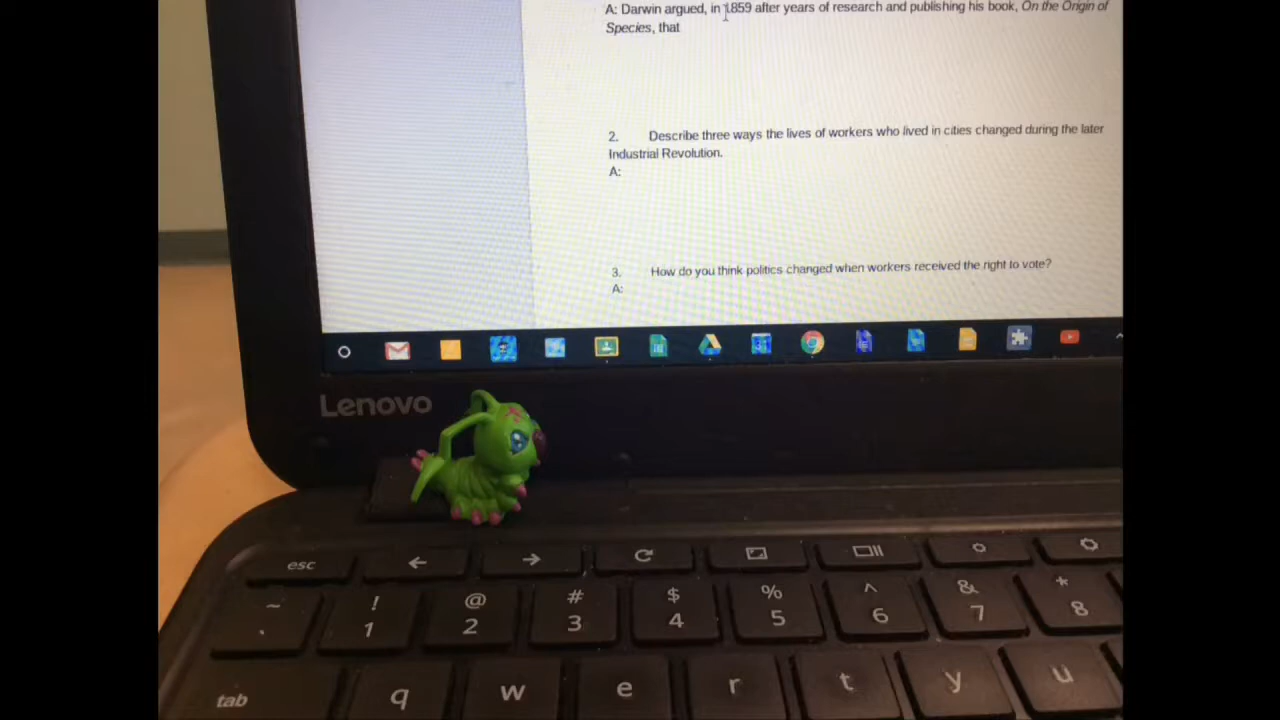 A: Darwin argued, in 1859 after years of research and publishing his book, On the Origin of
Species, that
2. Describe three ways the lives of workers who lived in cities changed during the later
Industrial Revolution.
A:
3. How do you think politics changed when workers received the right to vote?
A:
31
Lenovo
esc
~ ! @ # $ % ^ & *
1 2 3 4 5 6 7 8
tab q w e r t y u